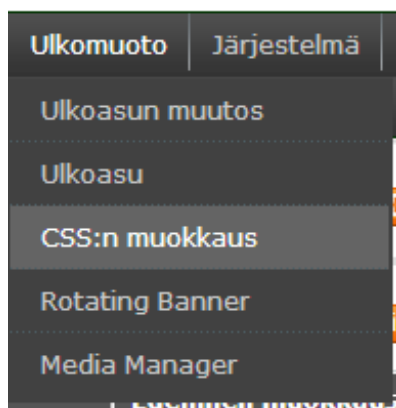 Ulkomuoto Järjestelmä
Ulkoasun muutos
Ulkoasu
CSS:n muokkaus
Rotating Banner
Media Manager